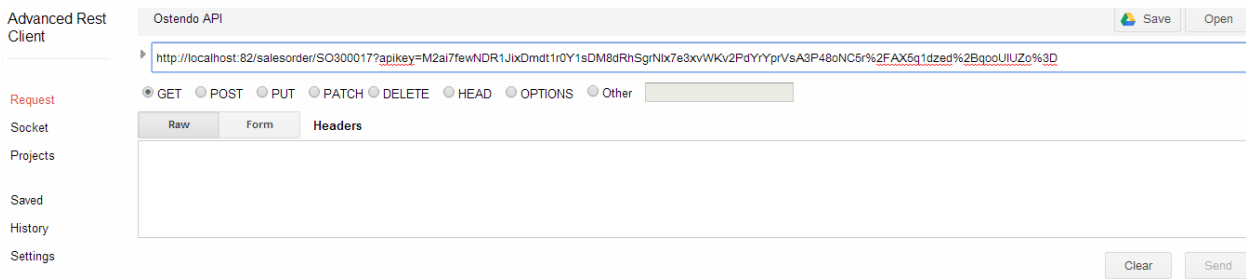 Advanced Rest Client
Ostendo API
Save
Open
http://localhost:82/salesorder/SO300017?apikey=M2ai7fewNDR1JixDmdt1r0Y1sDM8dRhSgrNlx7e3xvWKv2PdYrYprVsA3P48oNC5r%2FAX5q1dzed%2BqooUIUZo%3D
GET POST PUT PATCH DELETE HEAD OPTIONS Other
Request
Raw Form Headers
Socket
Projects
Saved
History
Settings
Clear Send